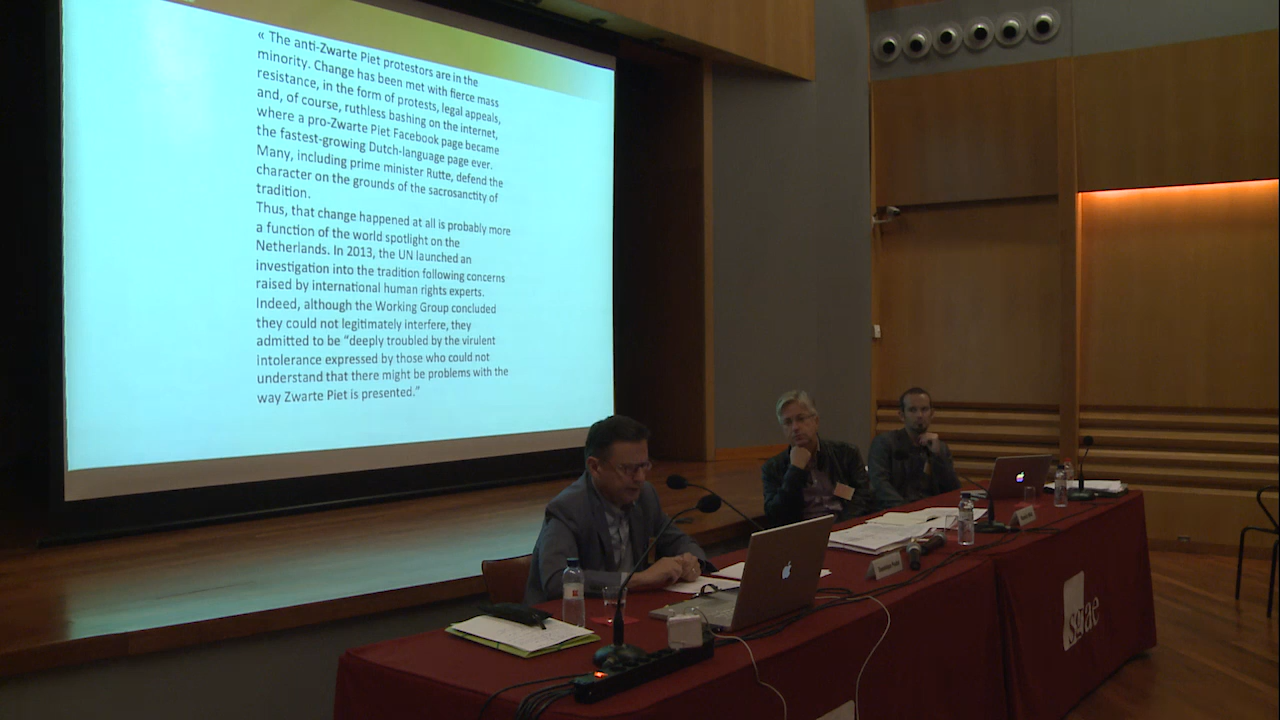 « The anti-Zwarte Piet protestors are in the
minority. Change has been met with fierce mass
resistance, in the form of protests, legal appeals,
and, of course, ruthless bashing on the internet,
where a pro-Zwarte Piet Facebook page became
the fastest-growing Dutch-language page ever.
Many, including prime minister Rutte, defend the
character on the grounds of the sacrosanctity of
tradition.
Thus, that change happened at all is probably more
a function of the world spotlight on the
Netherlands. In 2013, the UN launched an
investigation into the tradition following concerns
raised by international human rights experts.
Indeed, although the Working Group concluded
they could not legitimately interfere, they
admitted to be “deeply troubled by the virulent
intolerance expressed by those who could not
understand that there might be problems with the
way Zwarte Piet is presented.”
sgae